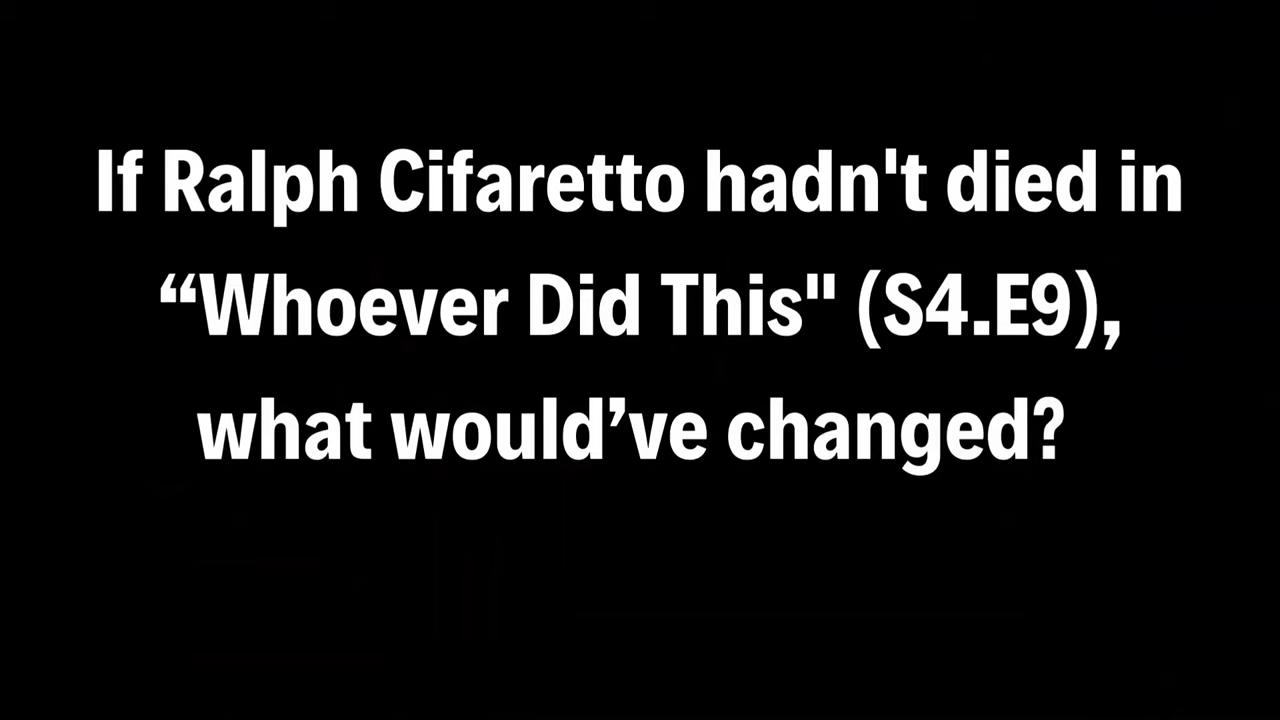 If Ralph Cifaretto hadn't died in
“Whoever Did This" (S4.E9),
what would’ve changed?